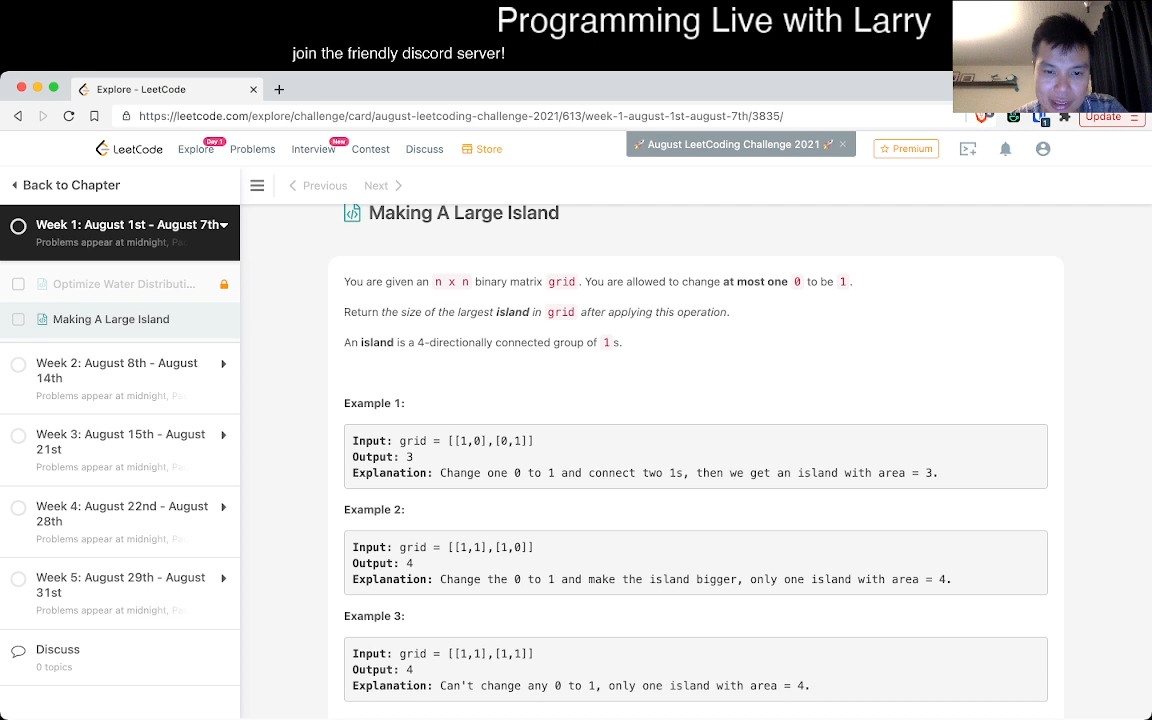 Programming Live with Larry
join the friendly discord server!
Explore - LeetCode
https://leetcode.com/explore/challenge/card/august-leetcoding-challenge-2021/613/week-1-august-1st-august-7th/3835/
Update
LeetCode
Explore
Day 1
Problems
Interview
New
Contest
Discuss
Store
August LeetCoding Challenge 2021
Premium
Back to Chapter
Previous
Next
Week 1: August 1st - August 7th
Problems appear at midnight,
Optimize Water Distributi...
Making A Large Island
Week 2: August 8th - August
14th
Problems appear at midnight,
Week 3: August 15th - August
21st
Problems appear at midnight,
Week 4: August 22nd - August
28th
Problems appear at midnight,
Week 5: August 29th - August
31st
Problems appear at midnight,
Discuss
0 topics
Making A Large Island
You are given an n x n binary matrix grid. You are allowed to change at most one 0 to be 1.
Return the size of the largest island in grid after applying this operation.
An island is a 4-directionally connected group of 1s.
Example 1:
Input: grid = [[1,0],[0,1]]
Output: 3
Explanation: Change one 0 to 1 and connect two 1s, then we get an island with area = 3.
Example 2:
Input: grid = [[1,1],[1,0]]
Output: 4
Explanation: Change the 0 to 1 and make the island bigger, only one island with area = 4.
Example 3:
Input: grid = [[1,1],[1,1]]
Output: 4
Explanation: Can't change any 0 to 1, only one island with area = 4.